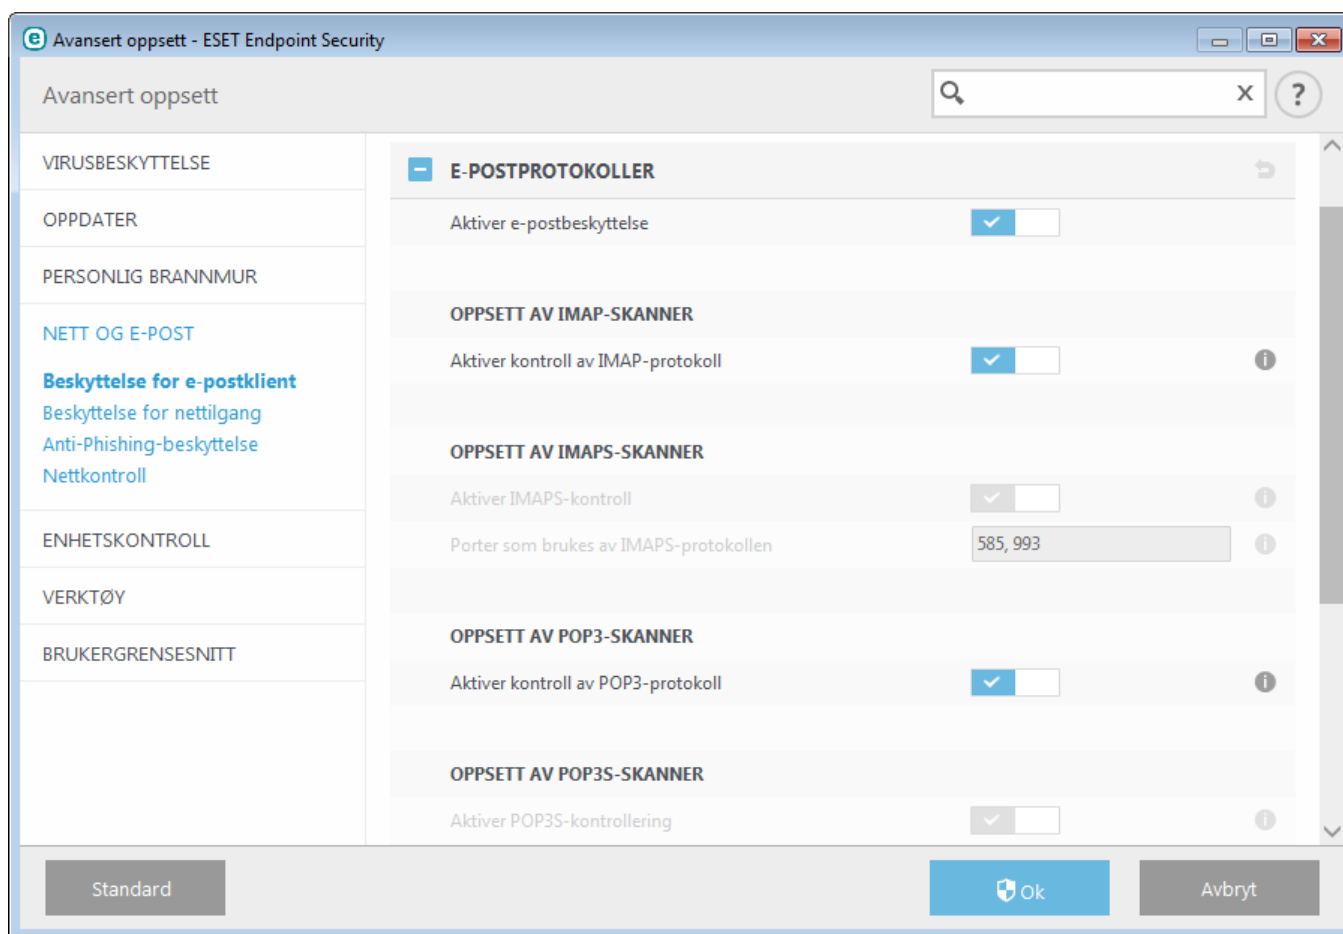 Avansert oppsett - ESET Endpoint Security
Avansert oppsett
VIRUSBESKYTTELSE
OPPDATER
PERSONLIG BRANNMUR
NETT OG E-POST
Beskyttelse for e-postklient
Beskyttelse for nettilgang
Anti-Phishing-beskyttelse
Nettkontroll
ENHETSKONTROLL
VERKTØY
BRUKERGRENSESNITT
E-POSTPROTOKOLLER
Aktiver e-postbeskyttelse
OPPSETT AV IMAP-SKANNER
Aktiver kontroll av IMAP-protokoll
OPPSETT AV IMAPS-SKANNER
Aktiver IMAPS-kontroll
Porter som brukes av IMAPS-protokollen 585, 993
OPPSETT AV POP3-SKANNER
Aktiver kontroll av POP3-protokoll
OPPSETT AV POP3S-SKANNER
Aktiver POP3S-kontrollering
Standard
Ok
Avbryt